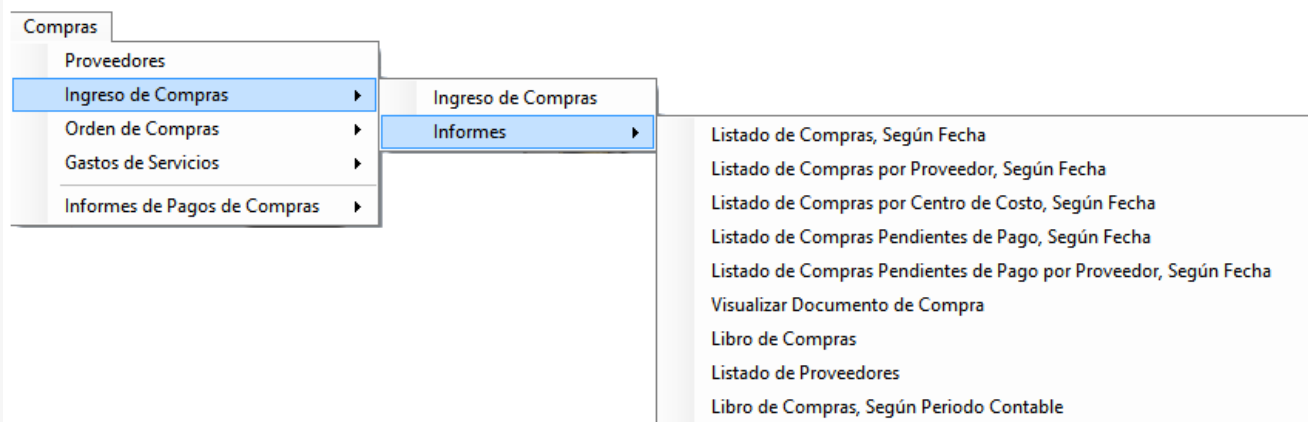 Compras
Proveedores
Ingreso de Compras
Orden de Compras
Gastos de Servicios
Informes de Pagos de Compras
Ingreso de Compras
Informes
Listado de Compras, Según Fecha
Listado de Compras por Proveedor, Según Fecha
Listado de Compras por Centro de Costo, Según Fecha
Listado de Compras Pendientes de Pago, Según Fecha
Listado de Compras Pendientes de Pago por Proveedor, Según Fecha
Visualizar Documento de Compra
Libro de Compras
Listado de Proveedores
Libro de Compras, Según Periodo Contable